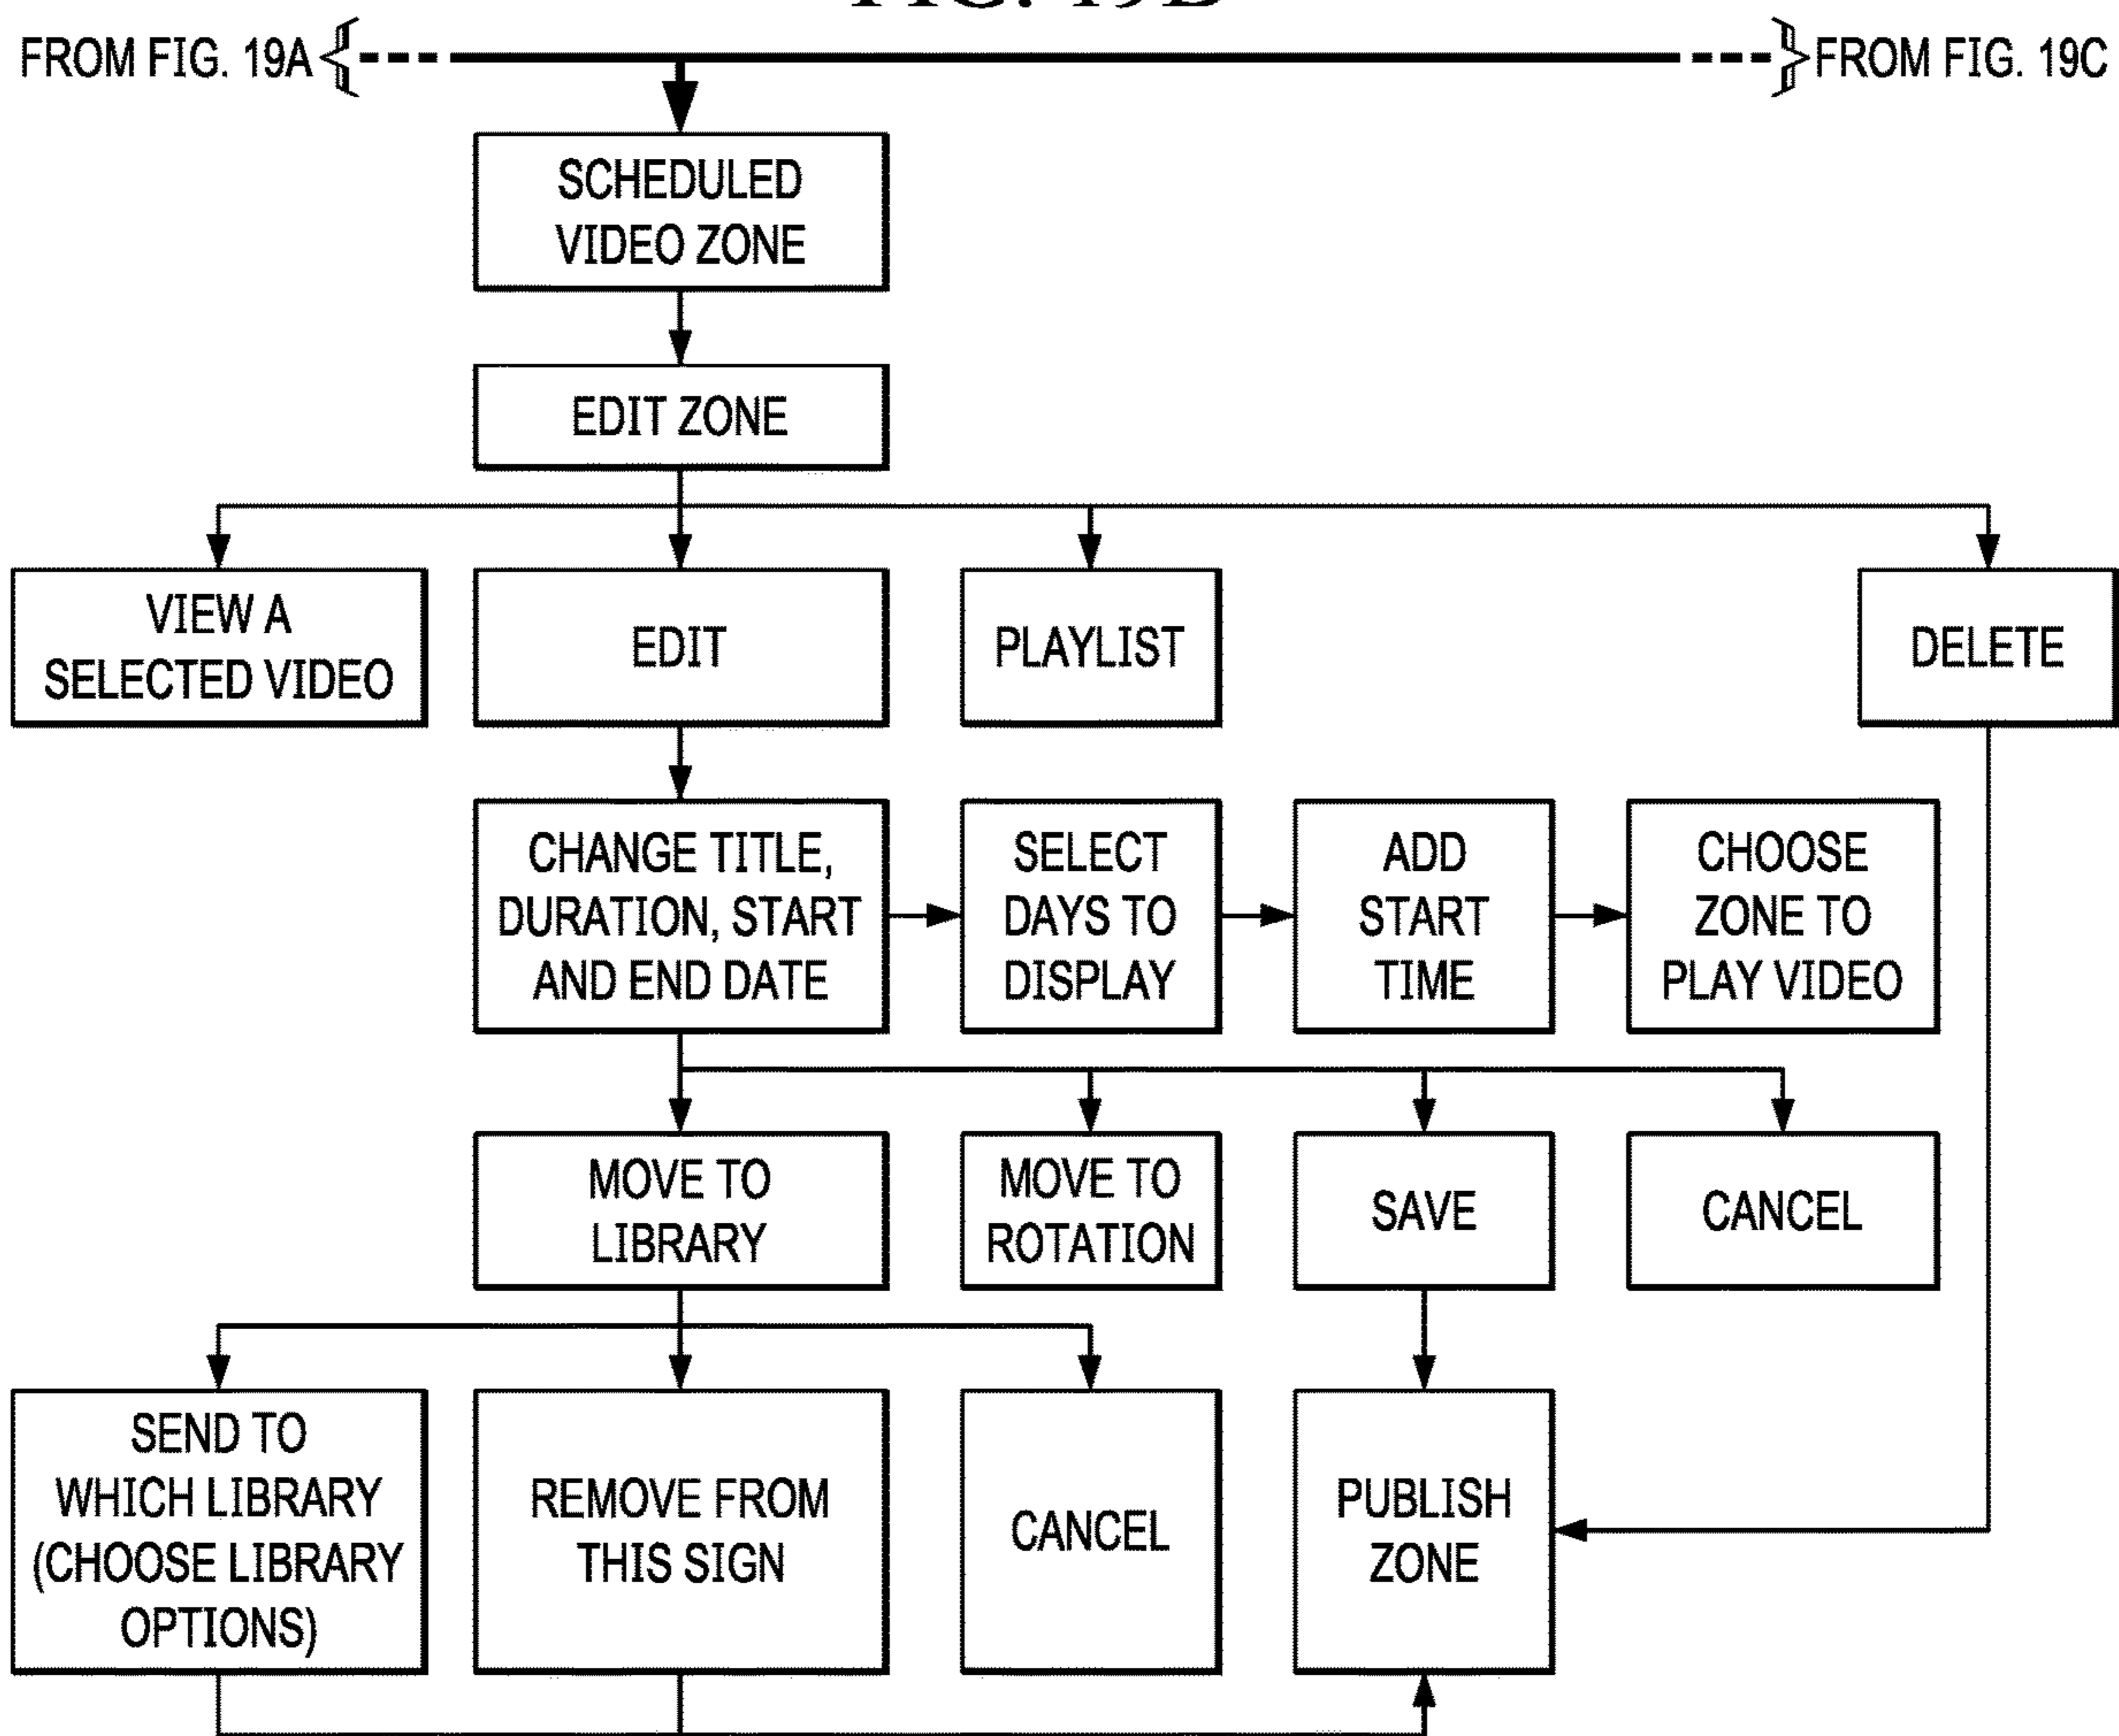 FROM FIG. 19A
FROM FIG. 19C
SCHEDULED
VIDEO ZONE
EDIT ZONE
VIEW A
SELECTED VIDEO
EDIT
PLAYLIST
DELETE
CHANGE TITLE,
DURATION, START
AND END DATE
SELECT
DAYS TO
DISPLAY
ADD
START
TIME
CHOOSE
ZONE TO
PLAY VIDEO
MOVE TO
LIBRARY
MOVE TO
ROTATION
SAVE
CANCEL
SEND TO
WHICH LIBRARY
(CHOOSE LIBRARY
OPTIONS)
REMOVE FROM
THIS SIGN
CANCEL
PUBLISH
ZONE